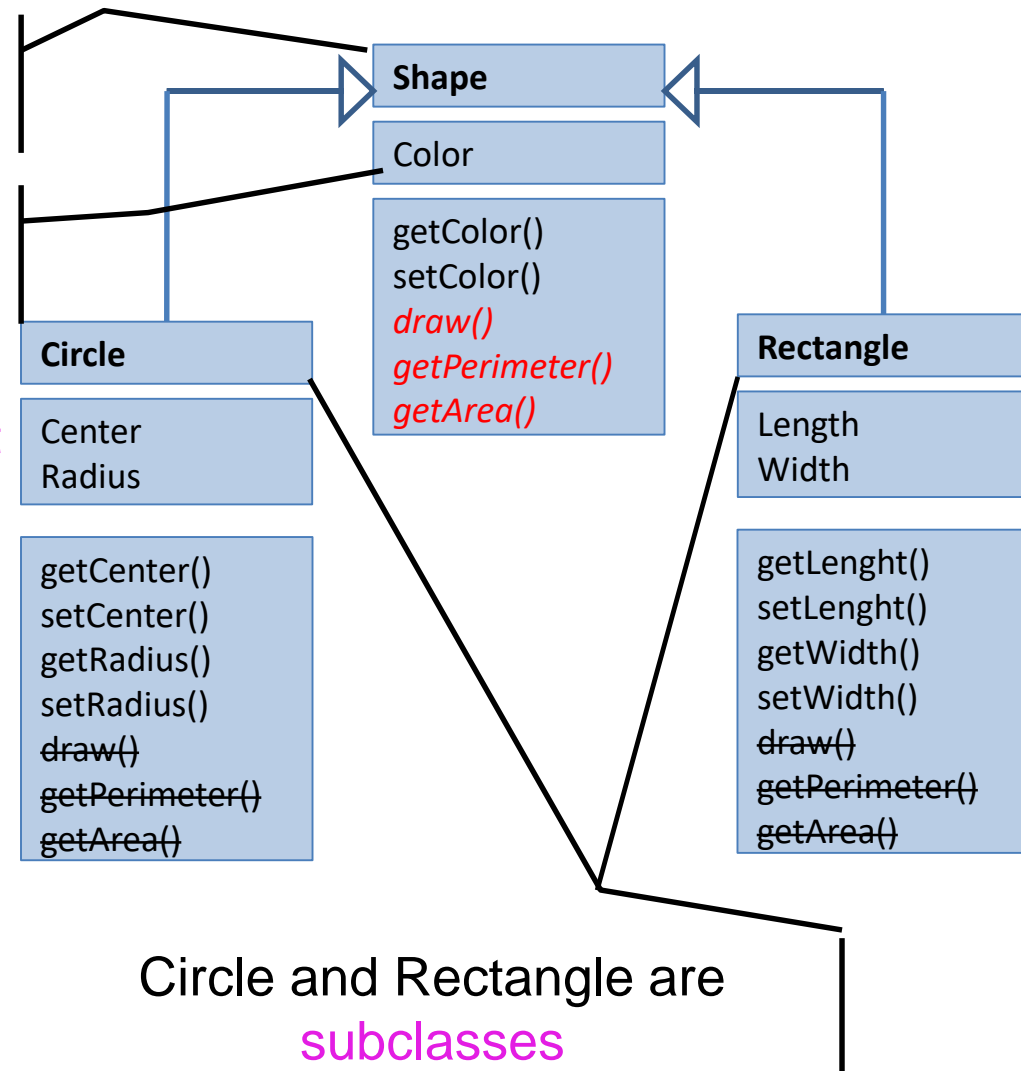 Shape
Color
getColor()
setColor()
draw()
getPerimeter()
getArea()
Circle
Center
Radius
getCenter()
setCenter()
getRadius()
setRadius()
draw()
getPerimeter()
getArea()
Rectangle
Length
Width
getLenght()
setLenght()
getWidth()
setWidth()
draw()
getPerimeter()
getArea()
Circle and Rectangle are
subclasses